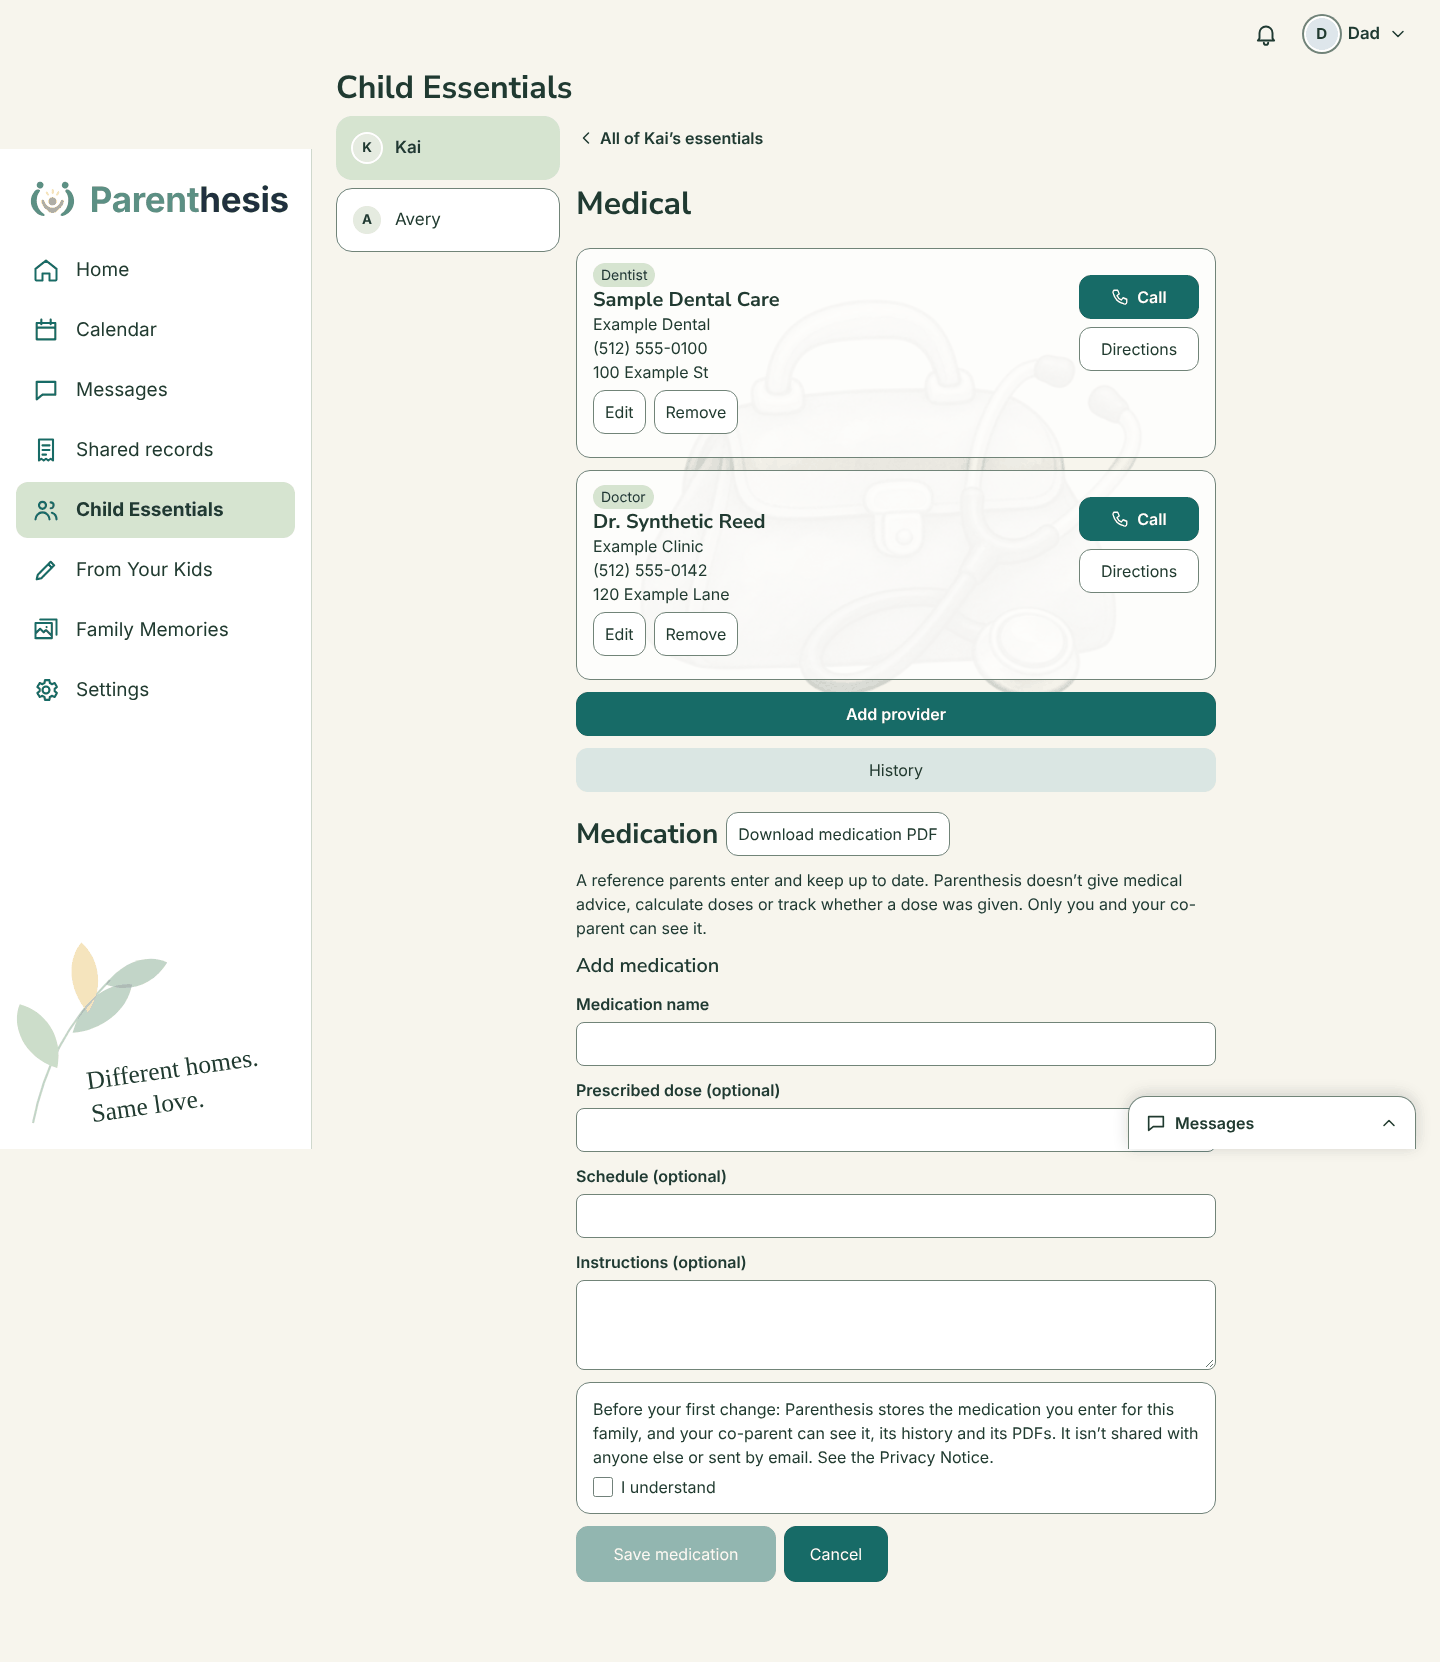 D
Dad
Child Essentials
K
Kai
A
Avery
Parenthesis
Home
Calendar
Messages
Shared records
Child Essentials
From Your Kids
Family Memories
Settings
Different homes.
Same love.
All of Kai’s essentials
Medical
Dentist
Sample Dental Care
Example Dental
(512) 555-0100
100 Example St
Edit
Remove
Call
Directions
Doctor
Dr. Synthetic Reed
Example Clinic
(512) 555-0142
120 Example Lane
Edit
Remove
Call
Directions
Add provider
History
Medication
Download medication PDF
A reference parents enter and keep up to date. Parenthesis doesn’t give medical
advice, calculate doses or track whether a dose was given. Only you and your co-
parent can see it.
Add medication
Medication name
Prescribed dose (optional)
Messages
Schedule (optional)
Instructions (optional)
Before your first change: Parenthesis stores the medication you enter for this
family, and your co-parent can see it, its history and its PDFs. It isn’t shared with
anyone else or sent by email. See the Privacy Notice.
I understand
Save medication
Cancel